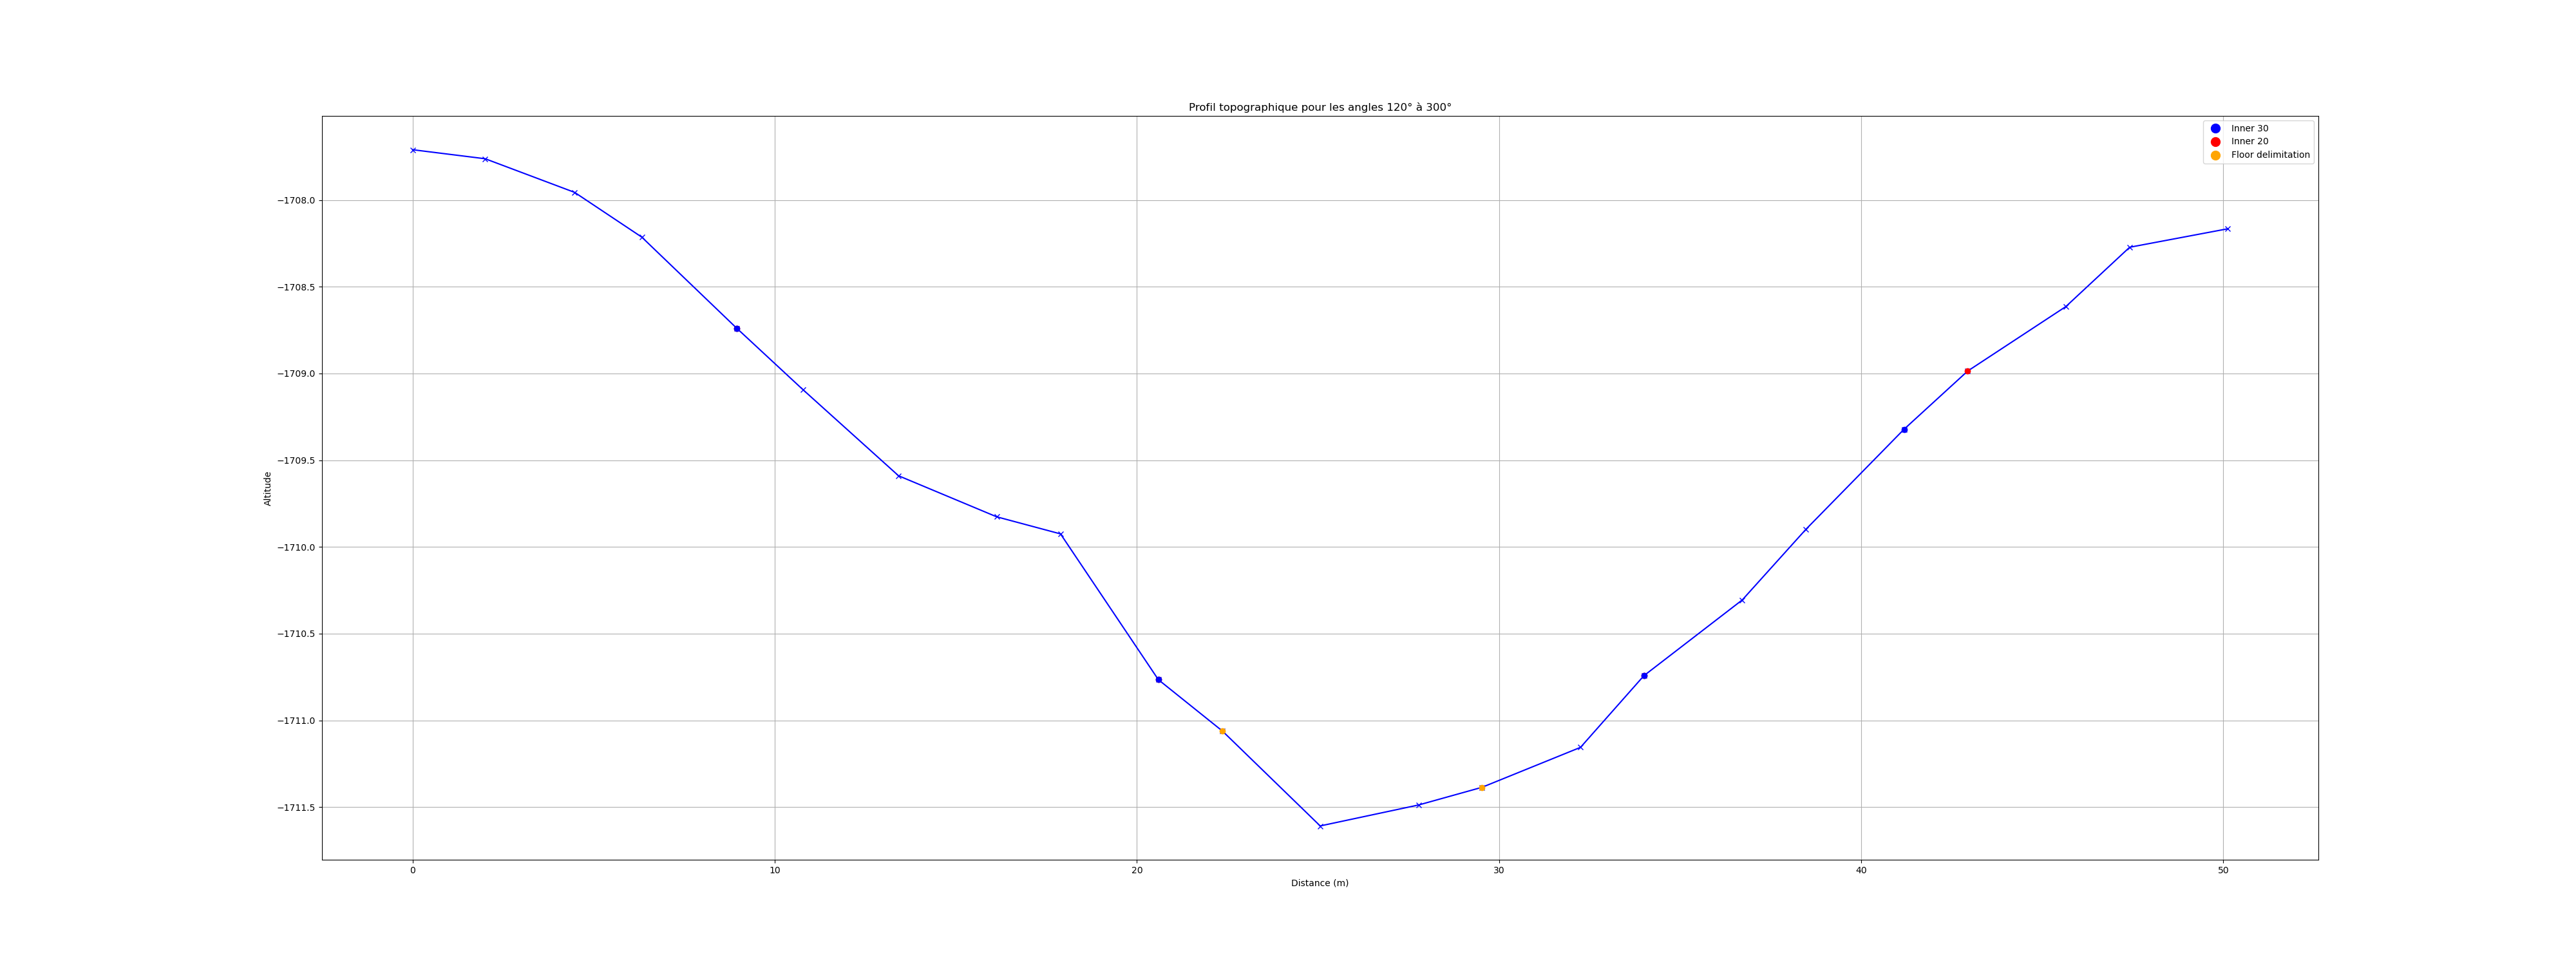 Profil topographique pour les angles 120° à 300°
Inner 30
Inner 20
Floor delimitation
−1708.0
−1708.5
−1709.0
−1709.5
−1710.0
−1710.5
−1711.0
−1711.5
Altitude
0 10 20 30 40 50
Distance (m)